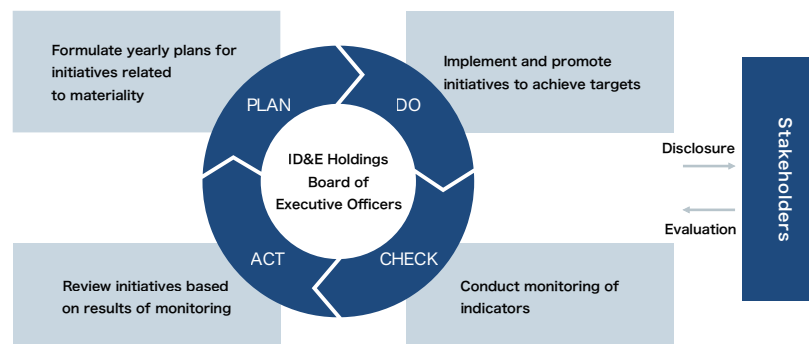 Formulate yearly plans for
initiatives related
to materiality
Implement and promote
initiatives to achieve targets
PLAN
DO
ID&E Holdings
Board of
Executive Officers
ACT
CHECK
Review initiatives based
on results of monitoring
Conduct monitoring of
indicators
Disclosure
Evaluation
Stakeholders